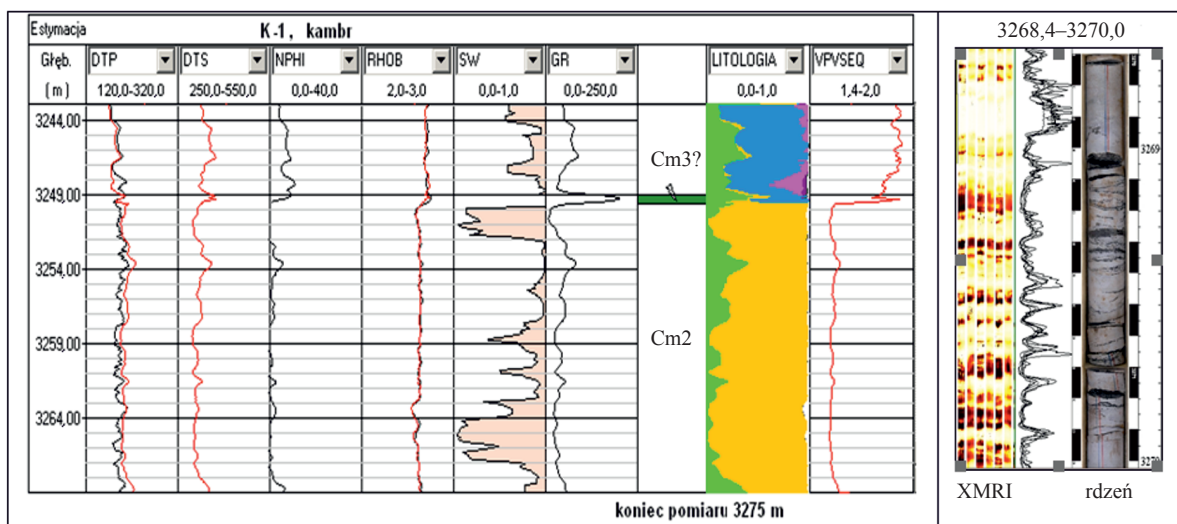 Estymacja
K-1, kambr
Głęb.
(m)
DTP
120,0-320,0
DTS
250,0-550,0
NPHI
0,0-40,0
RHOB
2,0-3,0
SW
0,0-1,0
GR
0,0-250,0
LITOLOGIA
0,0-1,0
VPVSEQ
1,4-2,0
3244,00
3249,00
3254,00
3259,00
3264,00
Cm3?
Cm2
koniec pomiaru 3275 m
3268,4–3270,0
3269
3270
XMRI
rdzeń